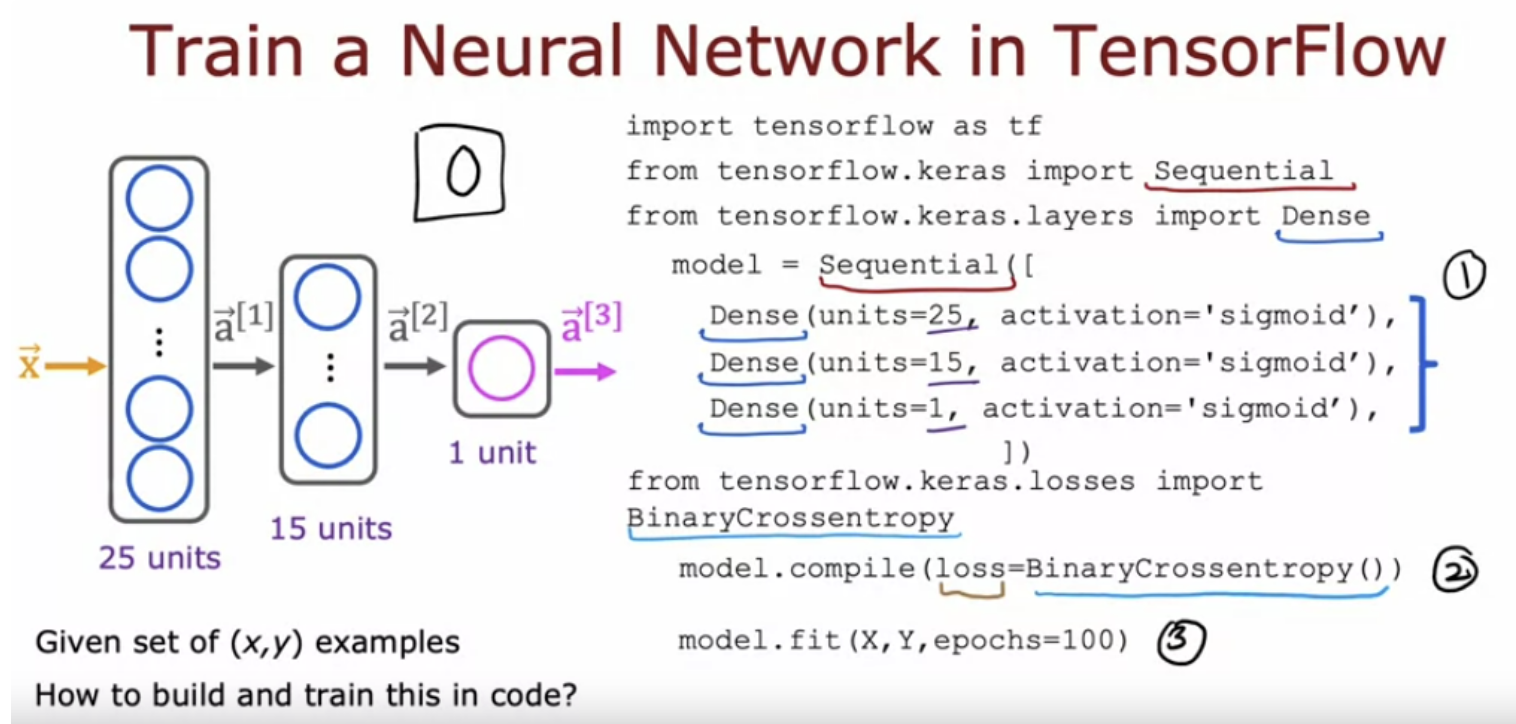 Train a Neural Network in TensorFlow
0
x⃗
a⃗[1]
a⃗[2]
a⃗[3]
25 units
15 units
1 unit
Given set of (x,y) examples
How to build and train this in code?
import tensorflow as tf
from tensorflow.keras import Sequential
from tensorflow.keras.layers import Dense
model = Sequential([
①
Dense(units=25, activation='sigmoid’),
Dense(units=15, activation='sigmoid’),
Dense(units=1, activation='sigmoid’),
])
from tensorflow.keras.losses import
BinaryCrossentropy
model.compile(loss=BinaryCrossentropy()) ②
model.fit(X,Y,epochs=100) ③